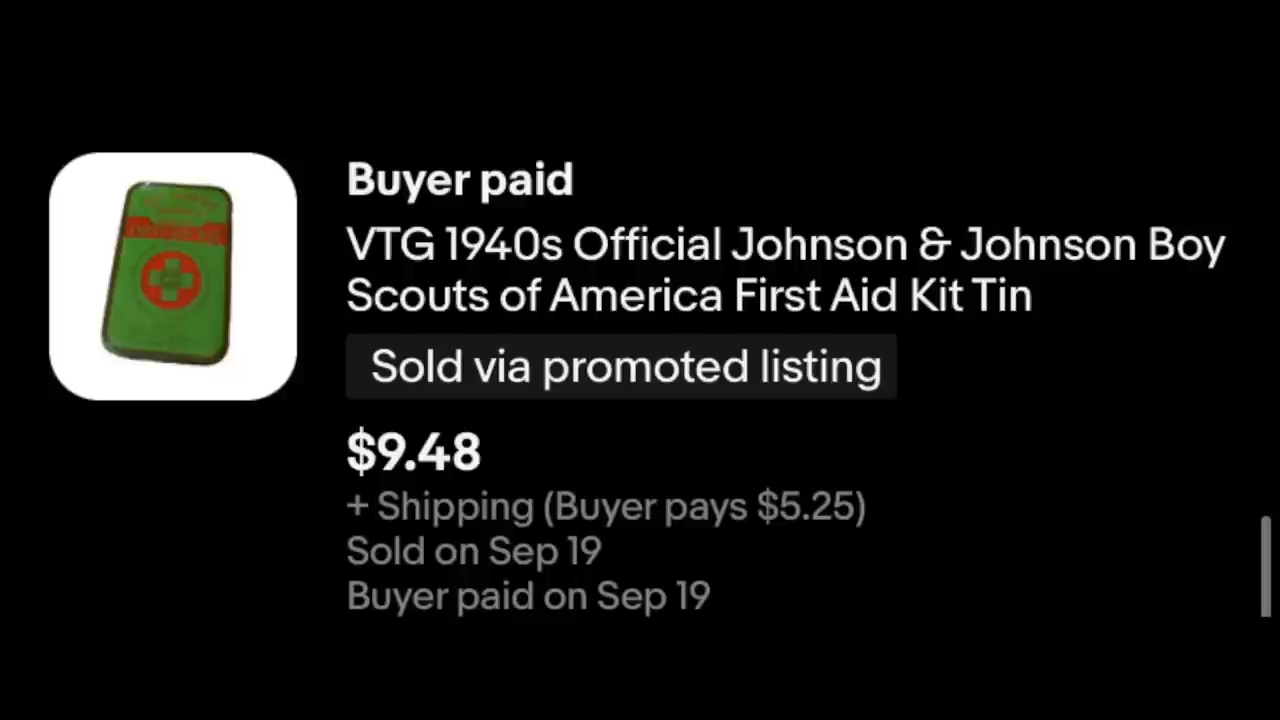 Buyer paid
VTG 1940s Official Johnson & Johnson Boy
Scouts of America First Aid Kit Tin
Sold via promoted listing
$9.48
+ Shipping (Buyer pays $5.25)
Sold on Sep 19
Buyer paid on Sep 19